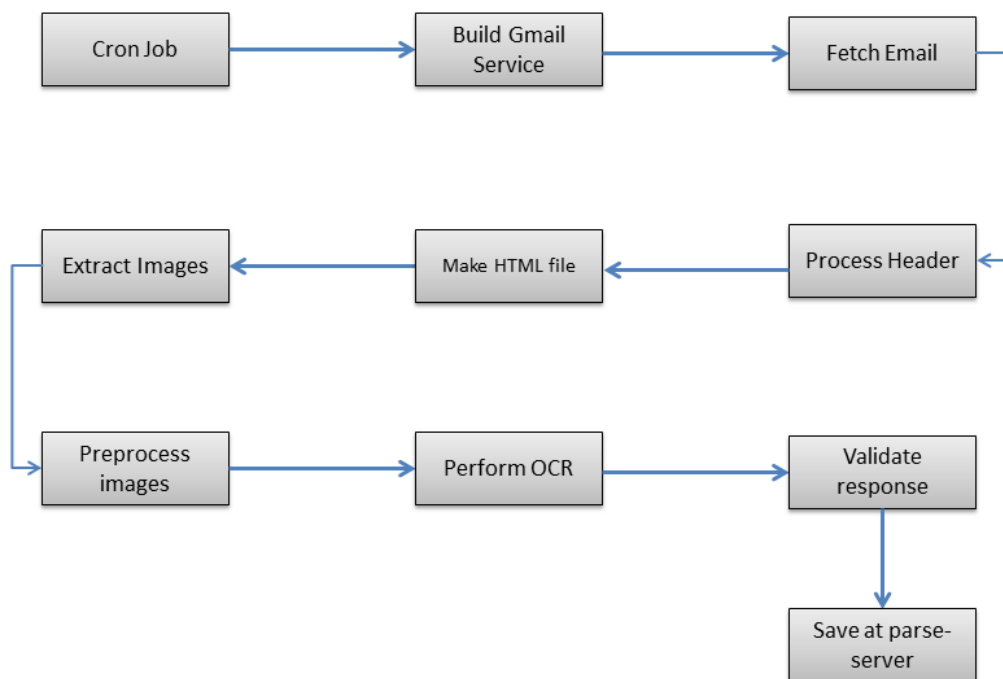 Cron Job
Build Gmail
Service
Fetch Email
Process Header
Make HTML file
Extract Images
Preprocess
images
Perform OCR
Validate
response
Save at parse-
server